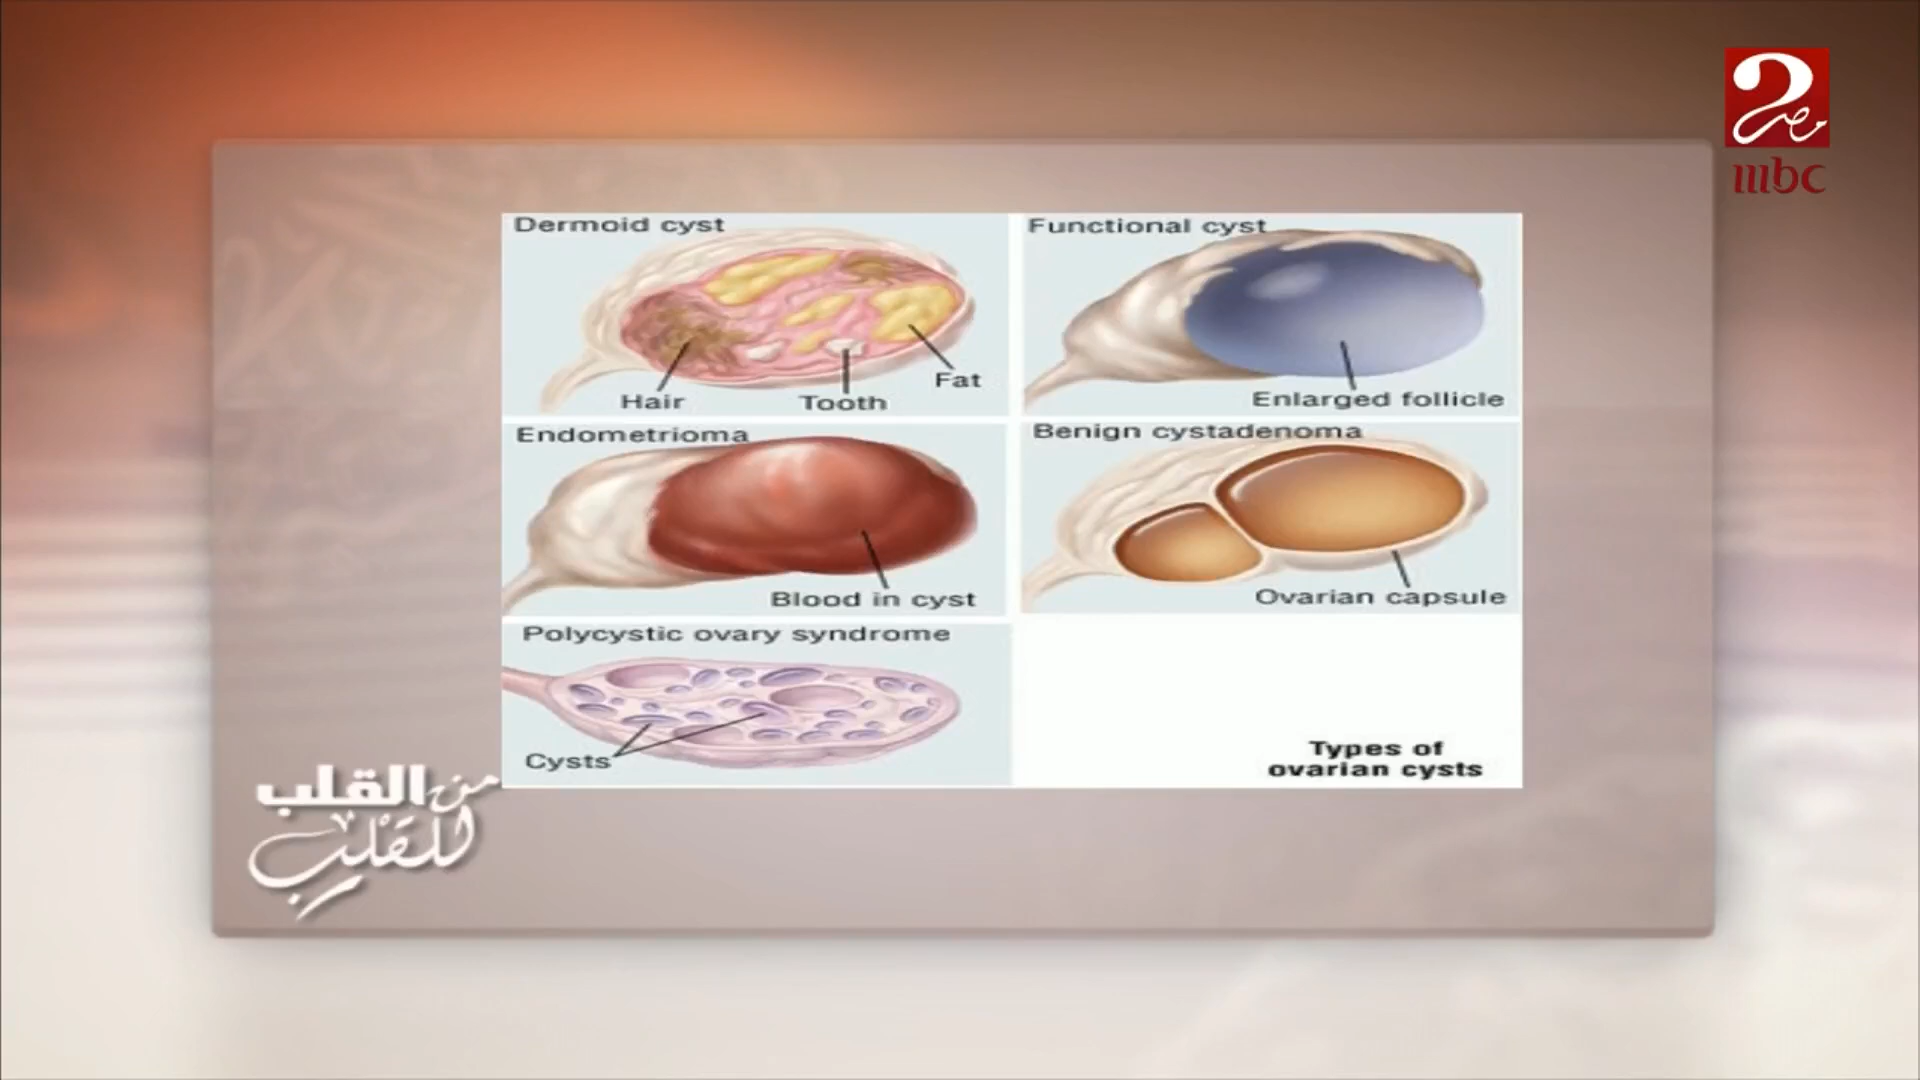 مصر
mbc
Dermoid cyst
Hair
Tooth
Fat
Functional cyst
Enlarged follicle
Endometrioma
Blood in cyst
Benign cystadenoma
Ovarian capsule
Polycystic ovary syndrome
Cysts
Types of
ovarian cysts
من القلب
للقلب